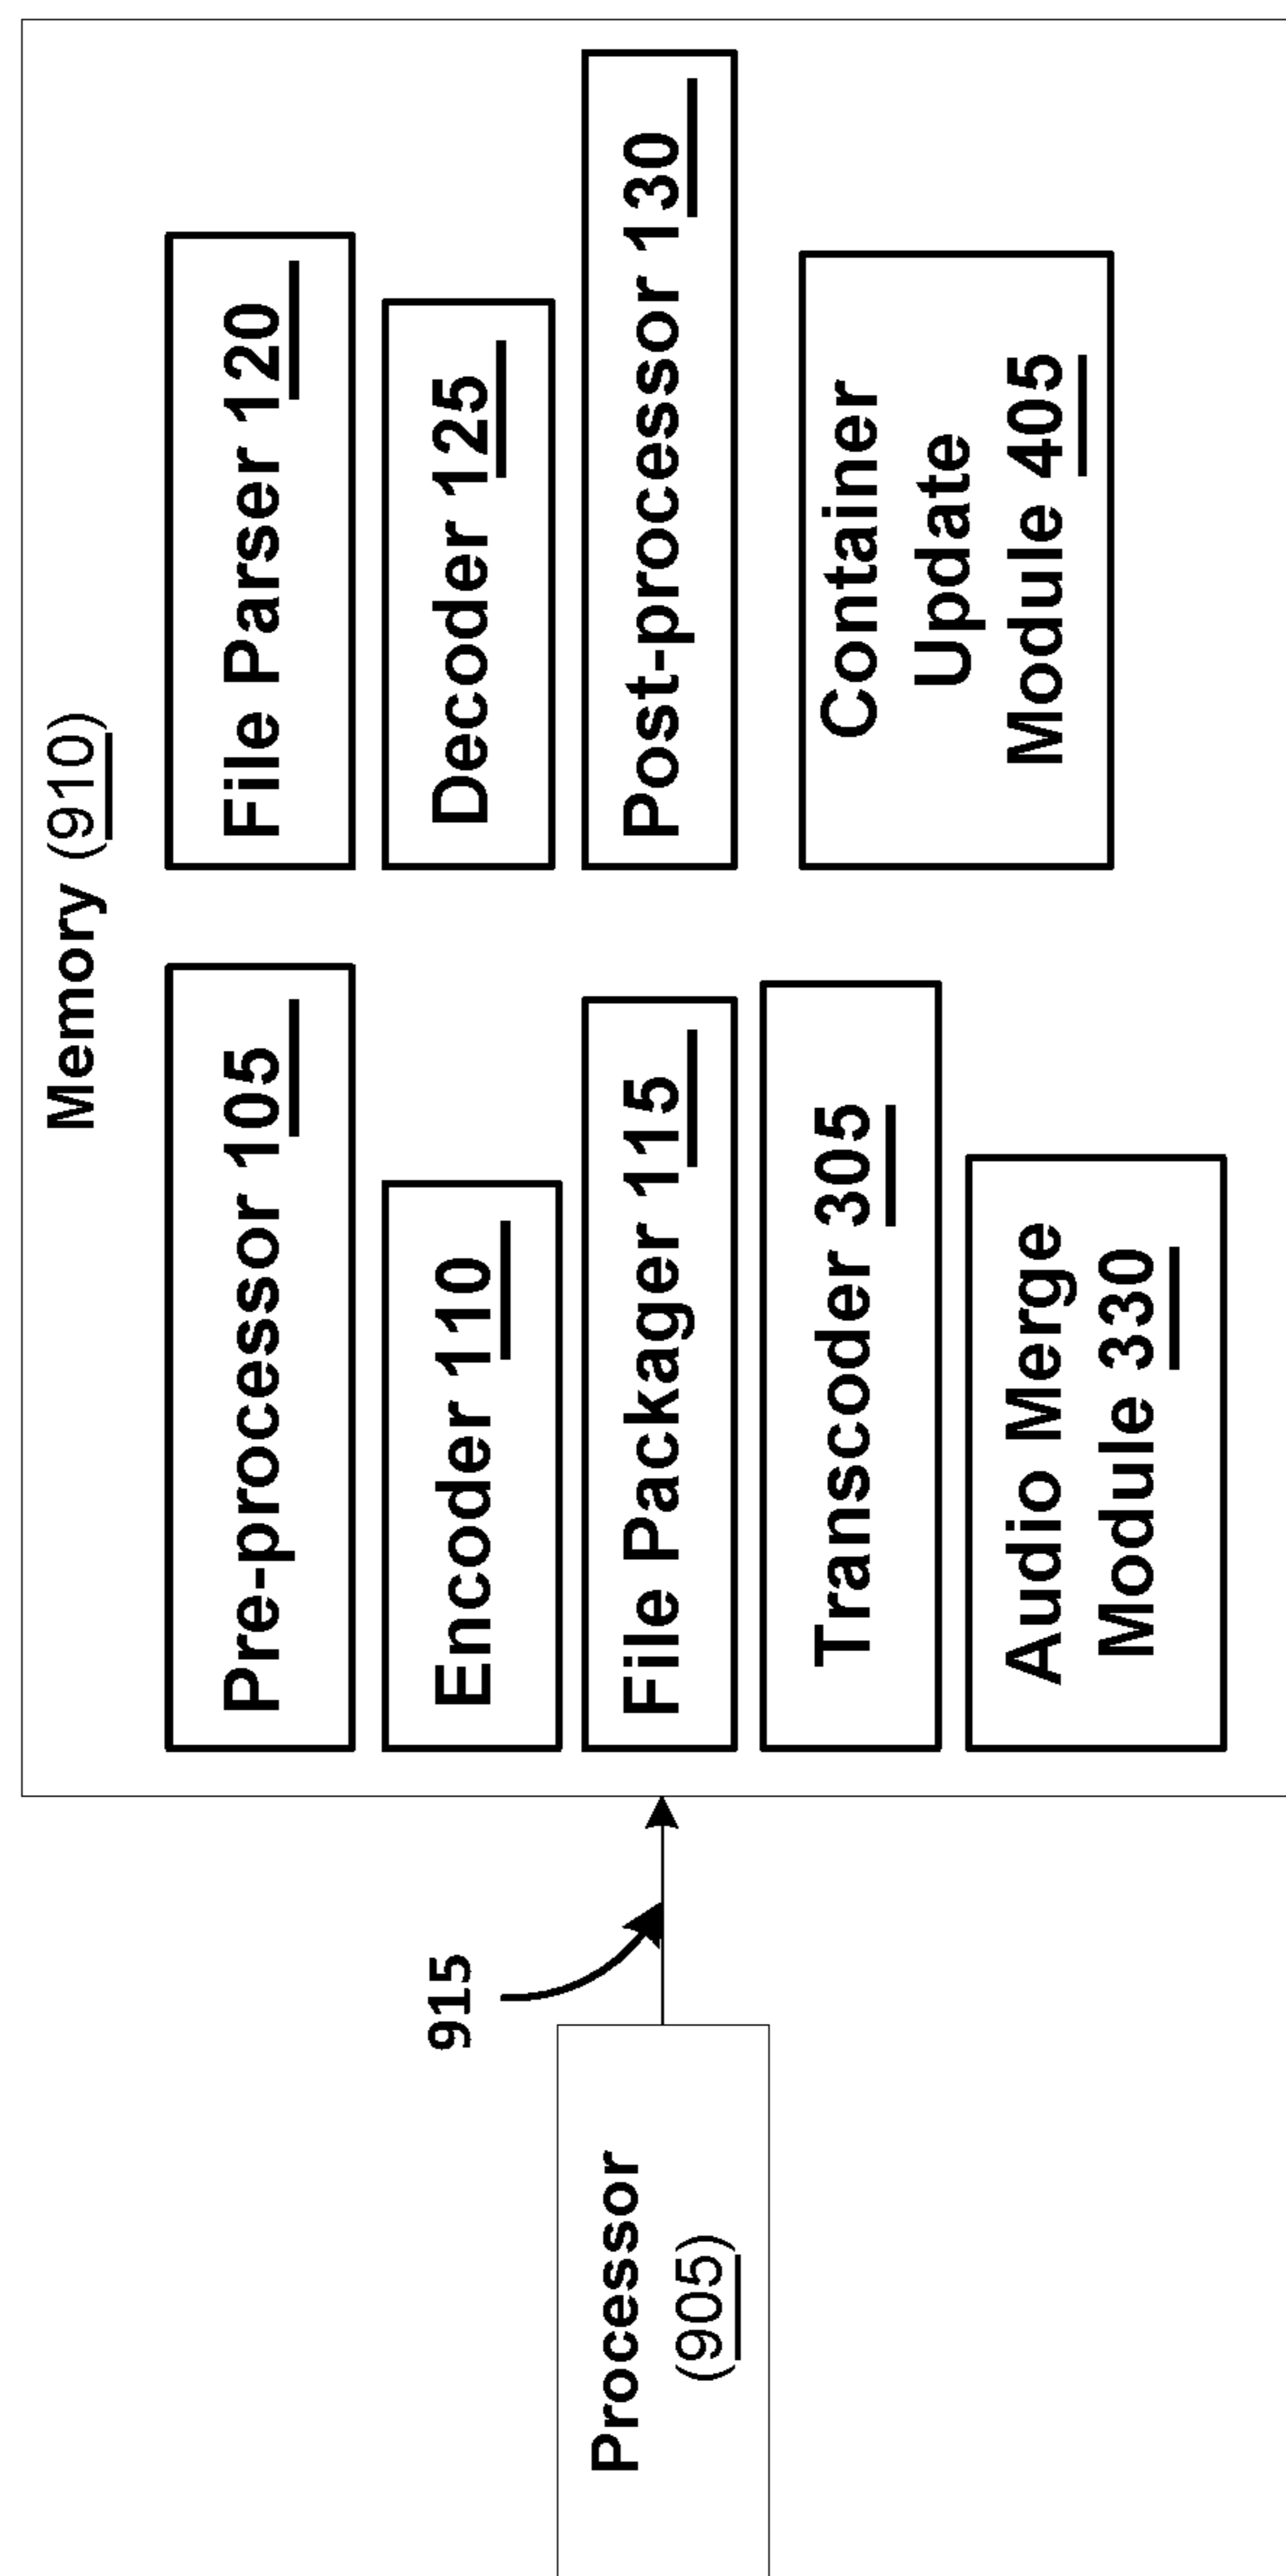 Memory (910)
Pre-processor 105
File Parser 120
Encoder 110
Decoder 125
File Packager 115
Post-processor 130
Transcoder 305
Container
Update
Module 405
Audio Merge
Module 330
915
Processor
(905)